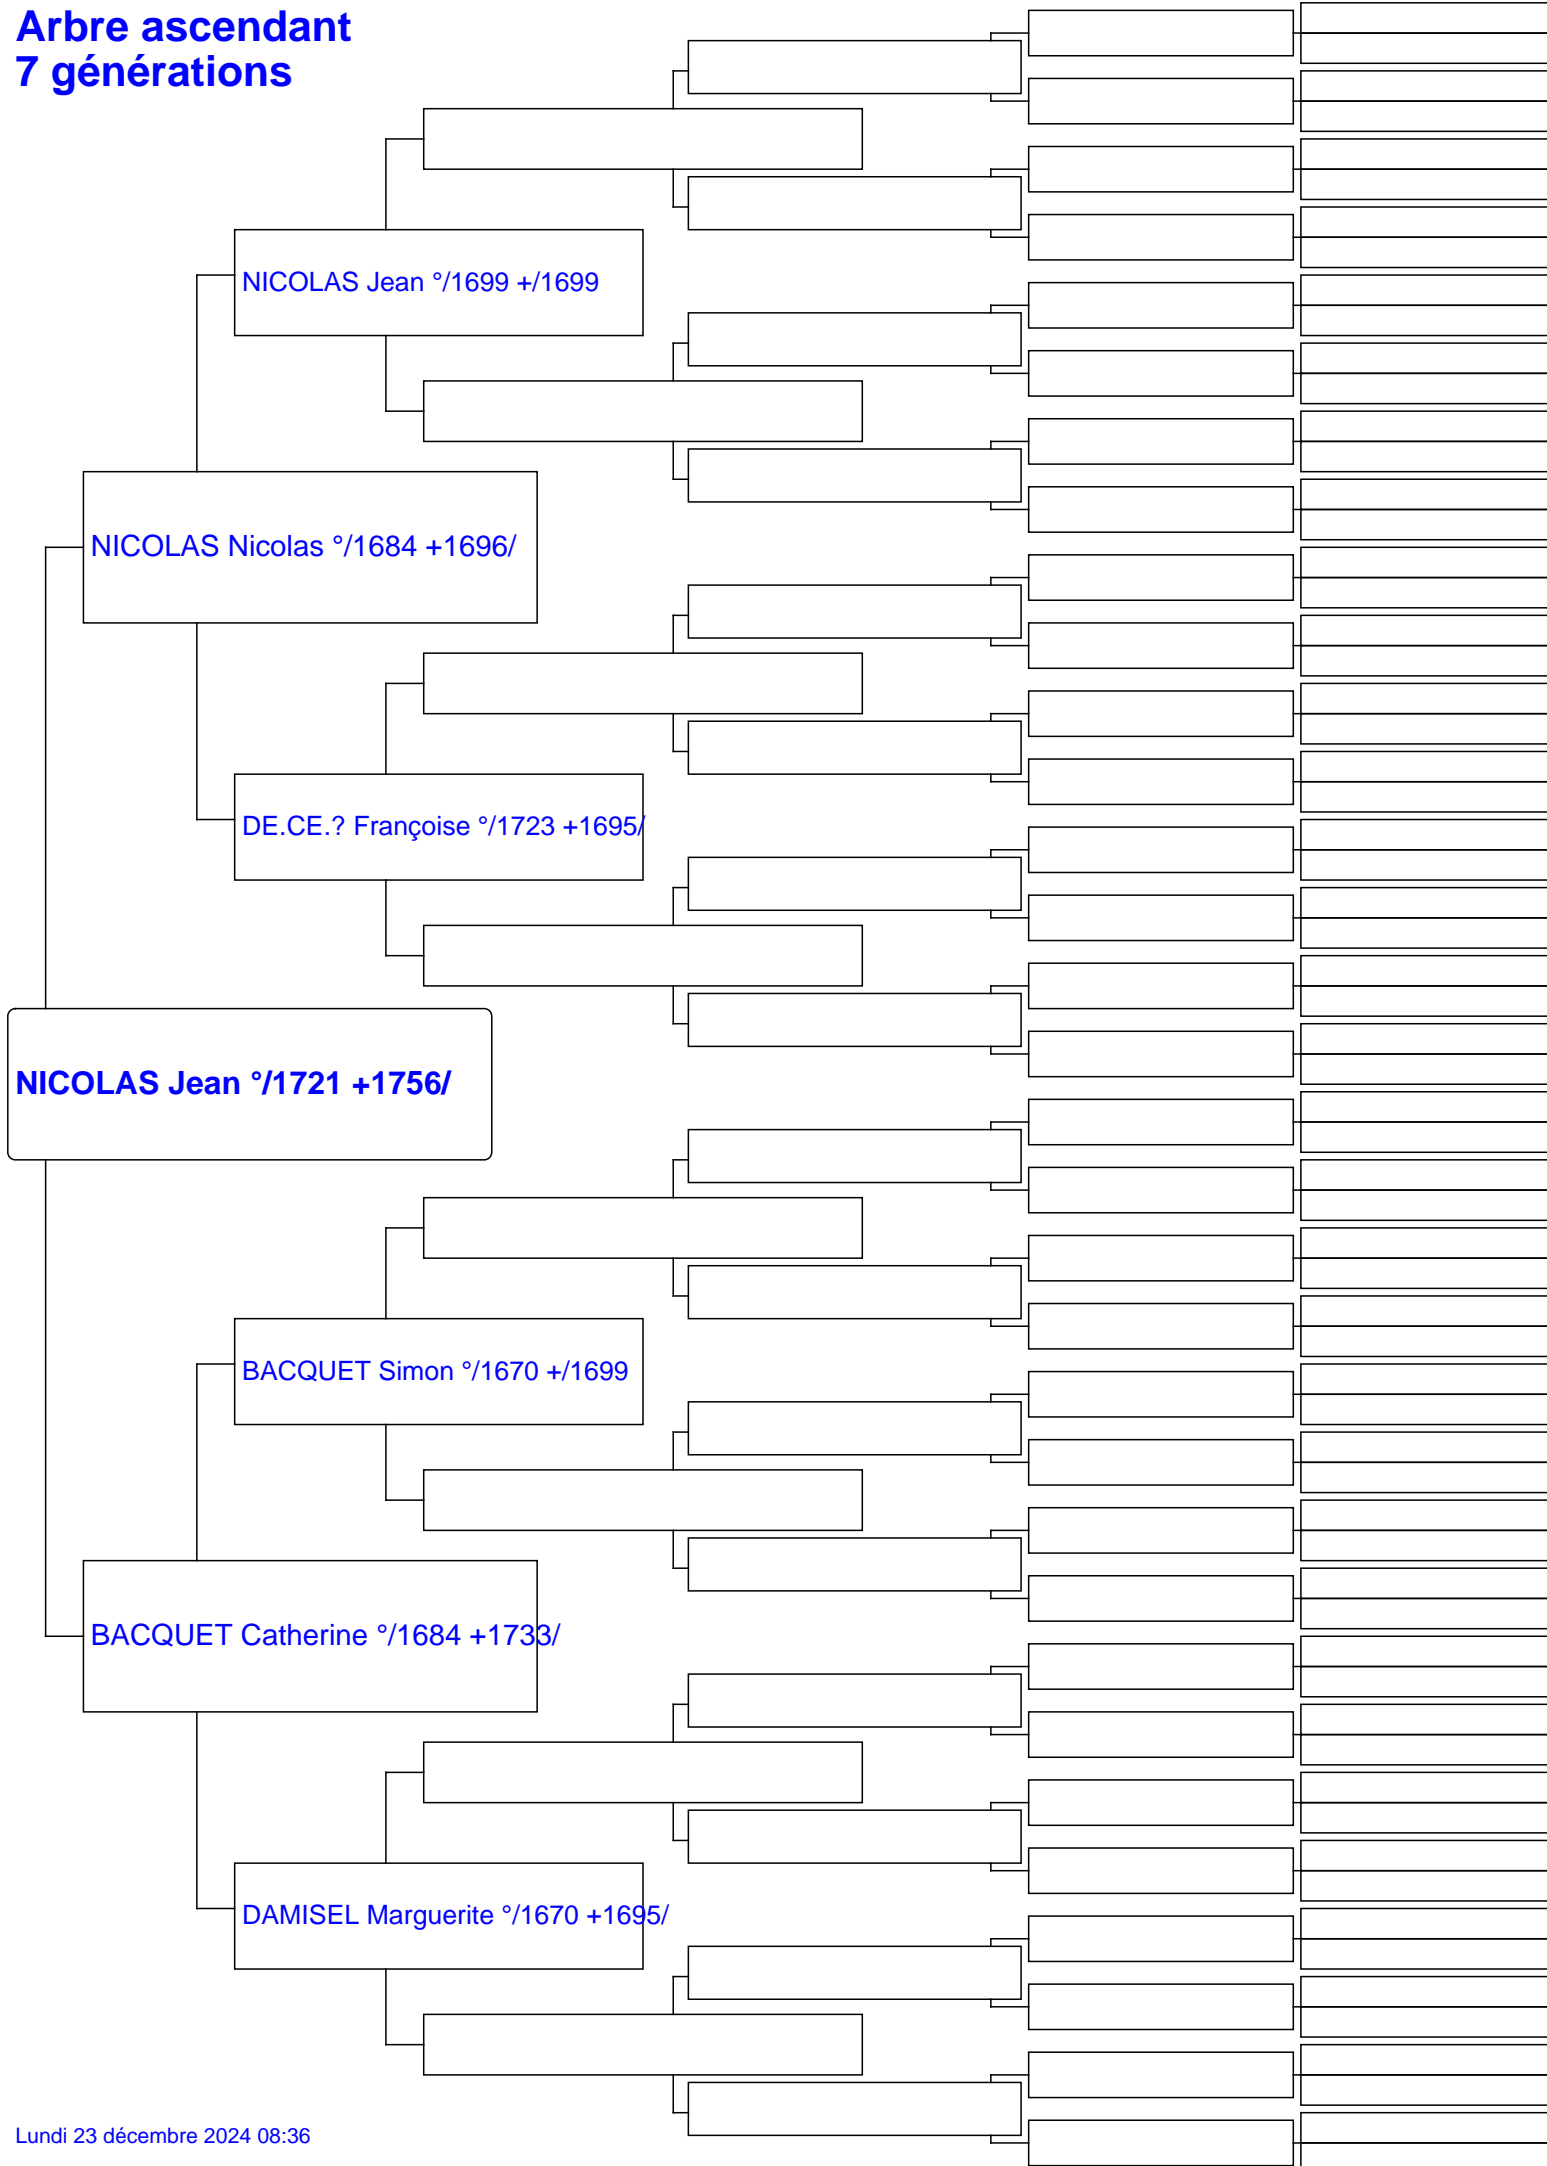 Arbre ascendant
7 générations
NICOLAS Jean °/1699 +/1699
NICOLAS Nicolas °/1684 +1696/
DE.CE.? Françoise °/1723 +1695/
NICOLAS Jean °/1721 +1756/
BACQUET Simon °/1670 +/1699
BACQUET Catherine °/1684 +1733/
DAMISEL Marguerite °/1670 +1695/
Lundi 23 décembre 2024 08:36